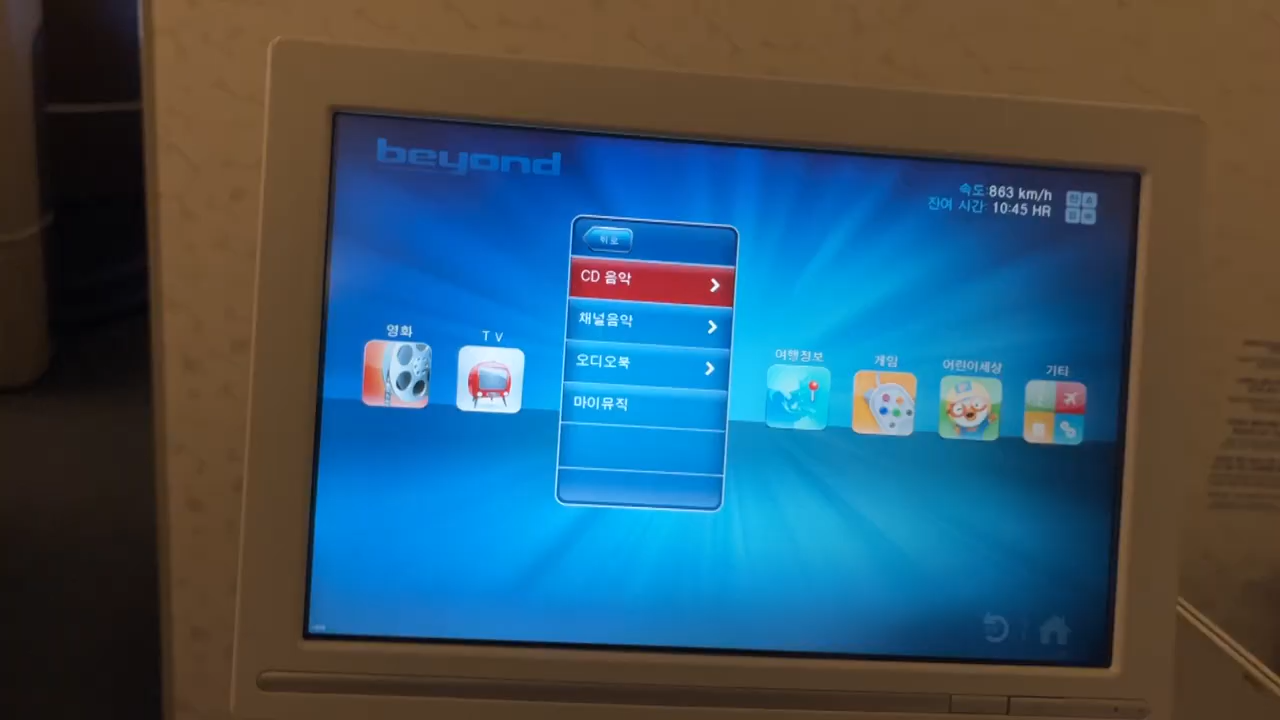 beyond
속도:863 km/h
잔여 시간: 10:45 HR
뒤로
CD 음악
채널음악
오디오북
마이뮤직
영화
TV
여행정보
게임
어린이세상
기타